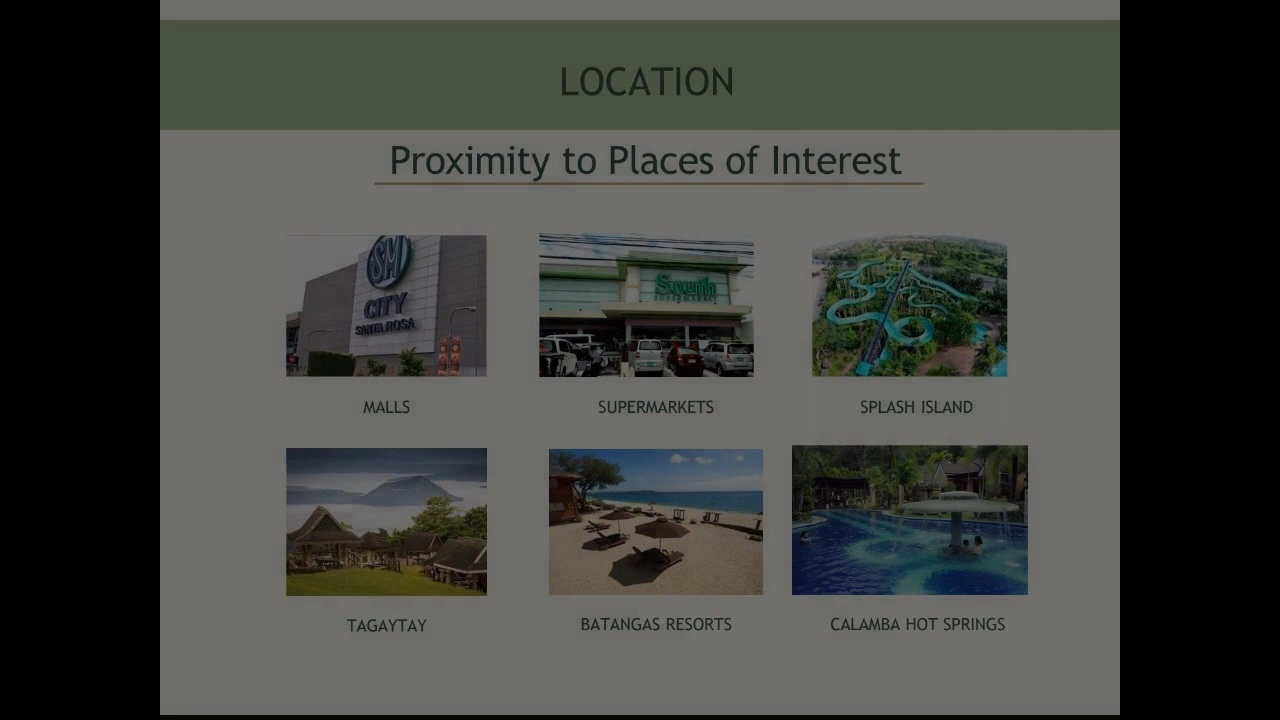 LOCATION
Proximity to Places of Interest
SM
CITY
SANTA ROSA
South
SUPERMARKET
MALLS
SUPERMARKETS
SPLASH ISLAND
TAGAYTAY
BATANGAS RESORTS
CALAMBA HOT SPRINGS